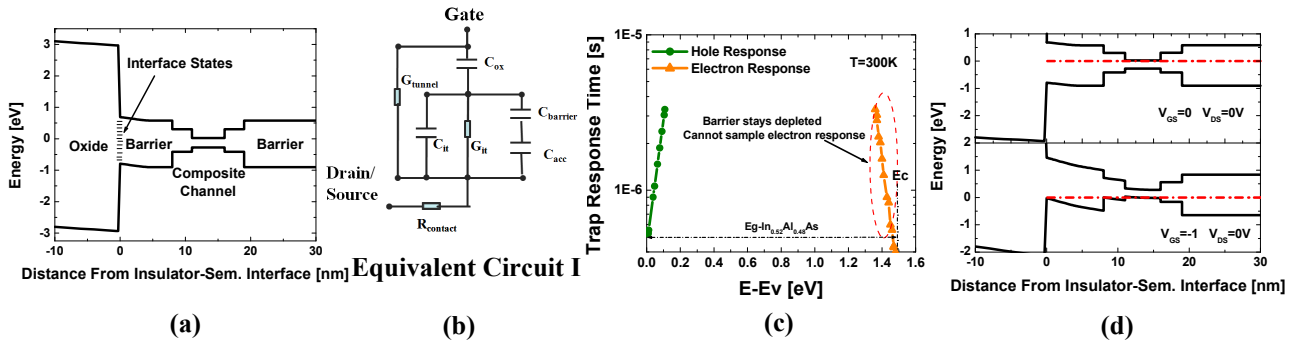 3
2
1
0
-1
-2
-3
Energy [eV]
Interface States
Oxide
Barrier
Barrier
Composite
Channel
-10
0
10
20
30
Distance From Insulator-Sem. Interface [nm]
(a)
Gate
Cox
Gtunnel
Cbarrier
Cit
Git
Cacc
Drain/
Source
Rcontact
Equivalent Circuit I
(b)
1E-5
1E-6
Trap Response Time [s]
Hole Response
Electron Response
T=300K
Barrier stays depleted
Cannot sample electron response
Ec
Eg-In0.52Al0.48As
0.0
0.2
0.4
0.6
0.8
1.0
1.2
1.4
1.6
E-Ev [eV]
(c)
1
0
-1
-2
VGS=0 VDS=0V
2
1
0
-1
-2
VGS=-1 VDS=0V
Energy [eV]
-10
0
10
20
30
Distance From Insulator-Sem. Interface [nm]
(d)